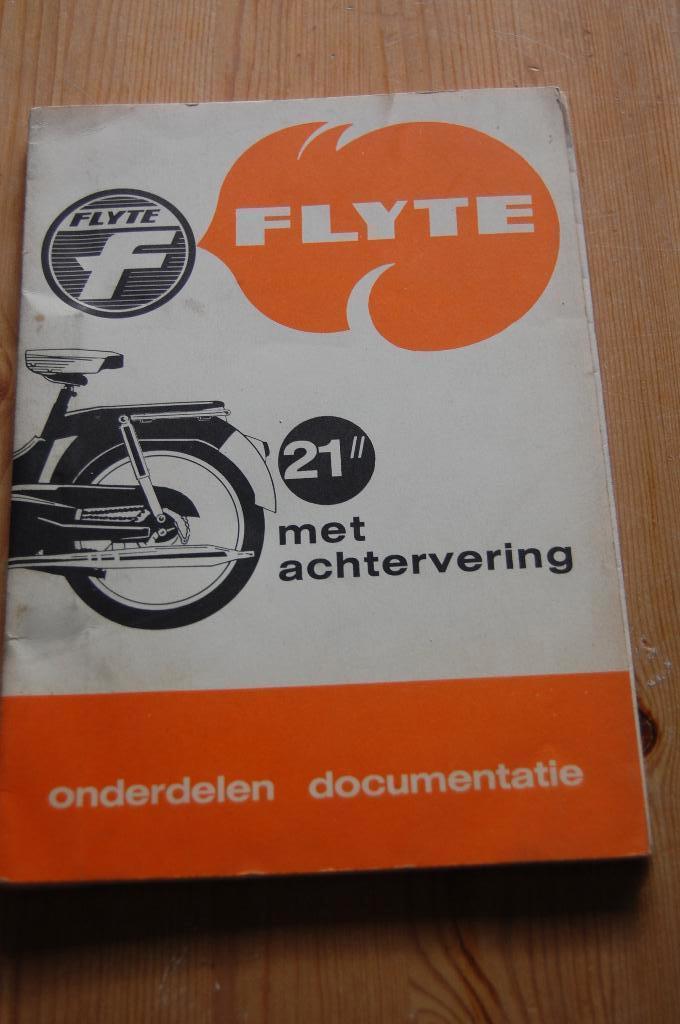 FLYTE
F
FLYTE
21"
met
achtervering
onderdelen documentatie